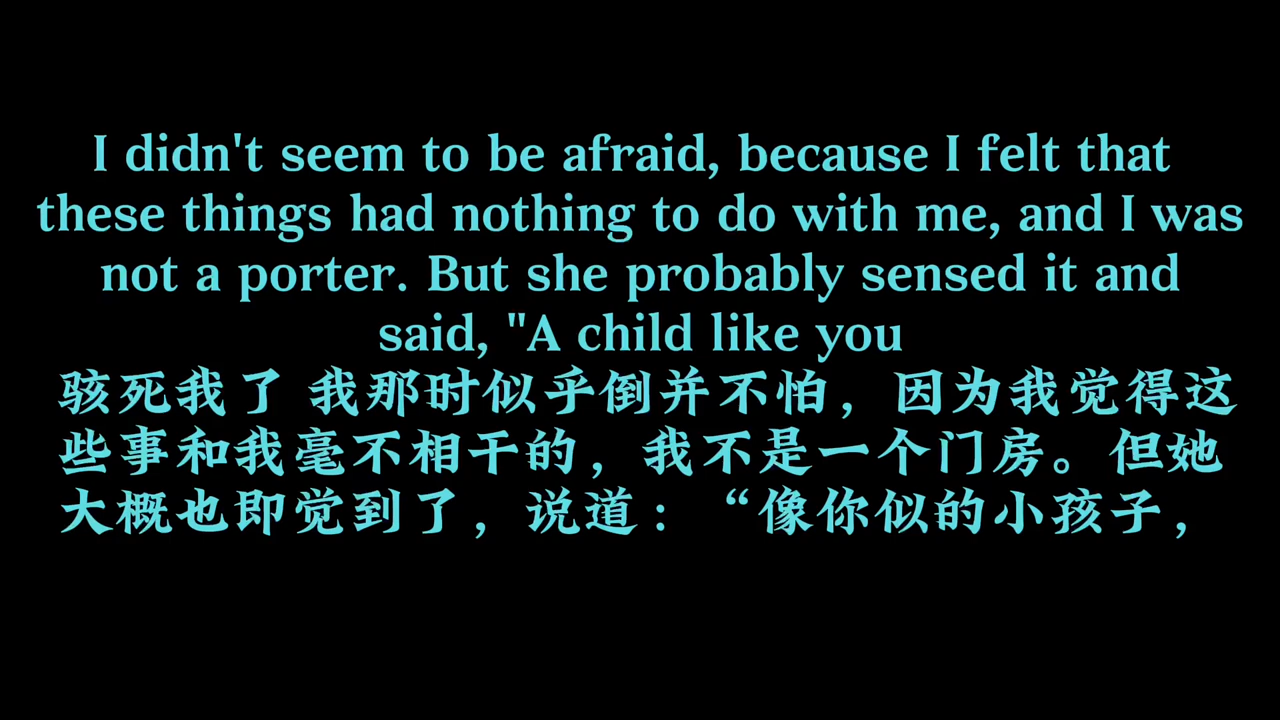 I didn't seem to be afraid, because I felt that
these things had nothing to do with me, and I was
not a porter. But she probably sensed it and
said, "A child like you
骇死我了 我那时似乎倒并不怕，因为我觉得这
些事和我毫不相干的，我不是一个门房。但她
大概也即觉到了，说道：“像你似的小孩子，